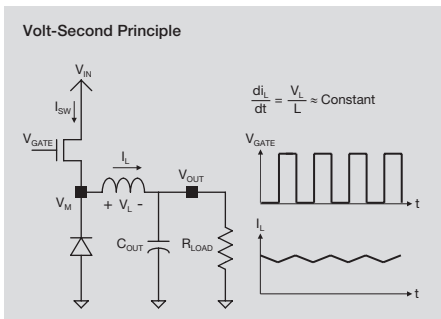 Volt-Second Principle
V_IN
I_SW
V_GATE
I_L
V_OUT
V_M
+ V_L -
C_OUT
R_LOAD
di_L/dt = V_L/L ≈ Constant
V_GATE
t
I_L
t